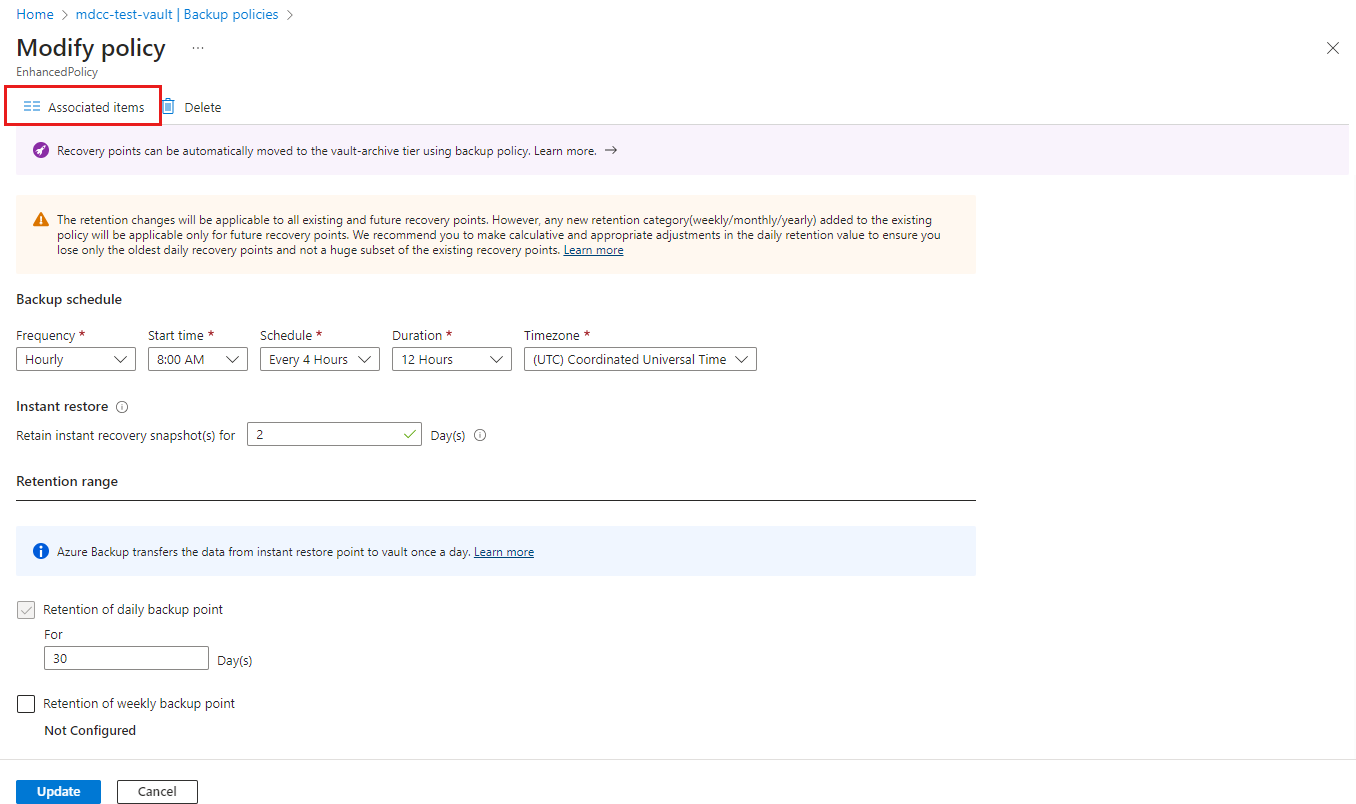 Home > mdcc-test-vault | Backup policies >
Modify policy ...
EnhancedPolicy
Associated items Delete
Recovery points can be automatically moved to the vault-archive tier using backup policy. Learn more. →
The retention changes will be applicable to all existing and future recovery points. However, any new retention category(weekly/monthly/yearly) added to the existing
policy will be applicable only for future recovery points. We recommend you to make calculative and appropriate adjustments in the daily retention value to ensure you
lose only the oldest daily recovery points and not a huge subset of the existing recovery points. Learn more
Backup schedule
Frequency * Start time * Schedule * Duration * Timezone *
Hourly 8:00 AM Every 4 Hours 12 Hours (UTC) Coordinated Universal Time
Instant restore
Retain instant recovery snapshot(s) for 2 Day(s)
Retention range
Azure Backup transfers the data from instant restore point to vault once a day. Learn more
Retention of daily backup point
For
30 Day(s)
Retention of weekly backup point
Not Configured
Update Cancel